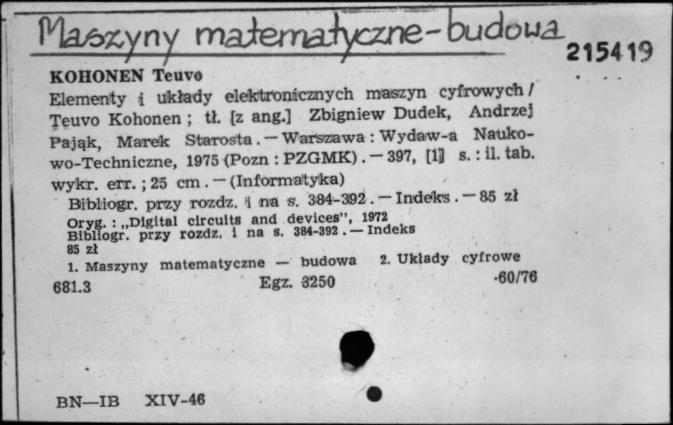 Maszyny matematyczne-budowa
215419
KOHONEN Teuvo
Elementy i układy elektronicznych maszyn cyfrowych /
Teuvo Kohonen ; tł. [z ang.] Zbigniew Dudek, Andrzej
Pająk, Marek Starosta. — Warszawa : Wydaw-a Nauko-
wo-Techniczne, 1975 (Pozn : PZGMK). — 397, [1] s. : il. tab.
wykr. err. ; 25 cm. — (Informatyka)
Bibliogr. przy rozdz. i na s. 384-392. — Indeks. — 85 zł
Oryg. : „Digital circuits and devices", 1972
Bibliogr. przy rozdz. i na s. 384-392. — Indeks
85 zł
1. Maszyny matematyczne — budowa 2. Układy cyfrowe
681.3 Egz. 3250 -60/76
BN—IB XIV-46